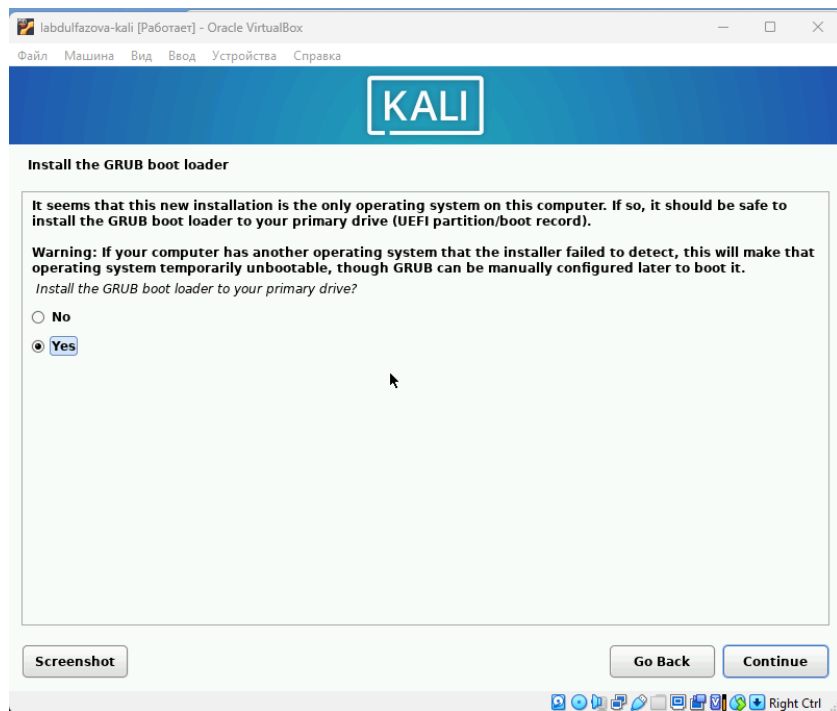 labdulfazova-kali [Работает] - Oracle VirtualBox
Файл Машина Вид Ввод Устройства Справка
KALI
Install the GRUB boot loader
It seems that this new installation is the only operating system on this computer. If so, it should be safe to
install the GRUB boot loader to your primary drive (UEFI partition/boot record).
Warning: If your computer has another operating system that the installer failed to detect, this will make that
operating system temporarily unbootable, though GRUB can be manually configured later to boot it.
Install the GRUB boot loader to your primary drive?
No
Yes
Screenshot Go Back Continue
Right Ctrl